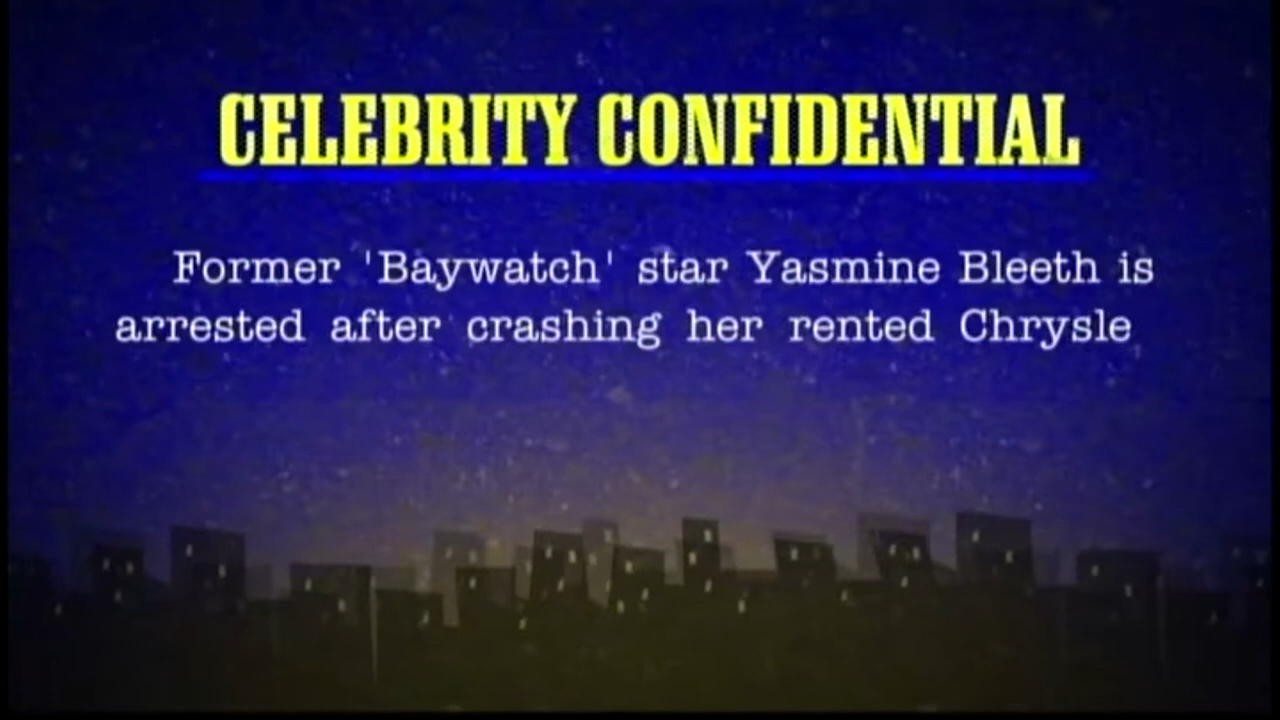 CELEBRITY CONFIDENTIAL
Former 'Baywatch' star Yasmine Bleeth is
arrested after crashing her rented Chrysle